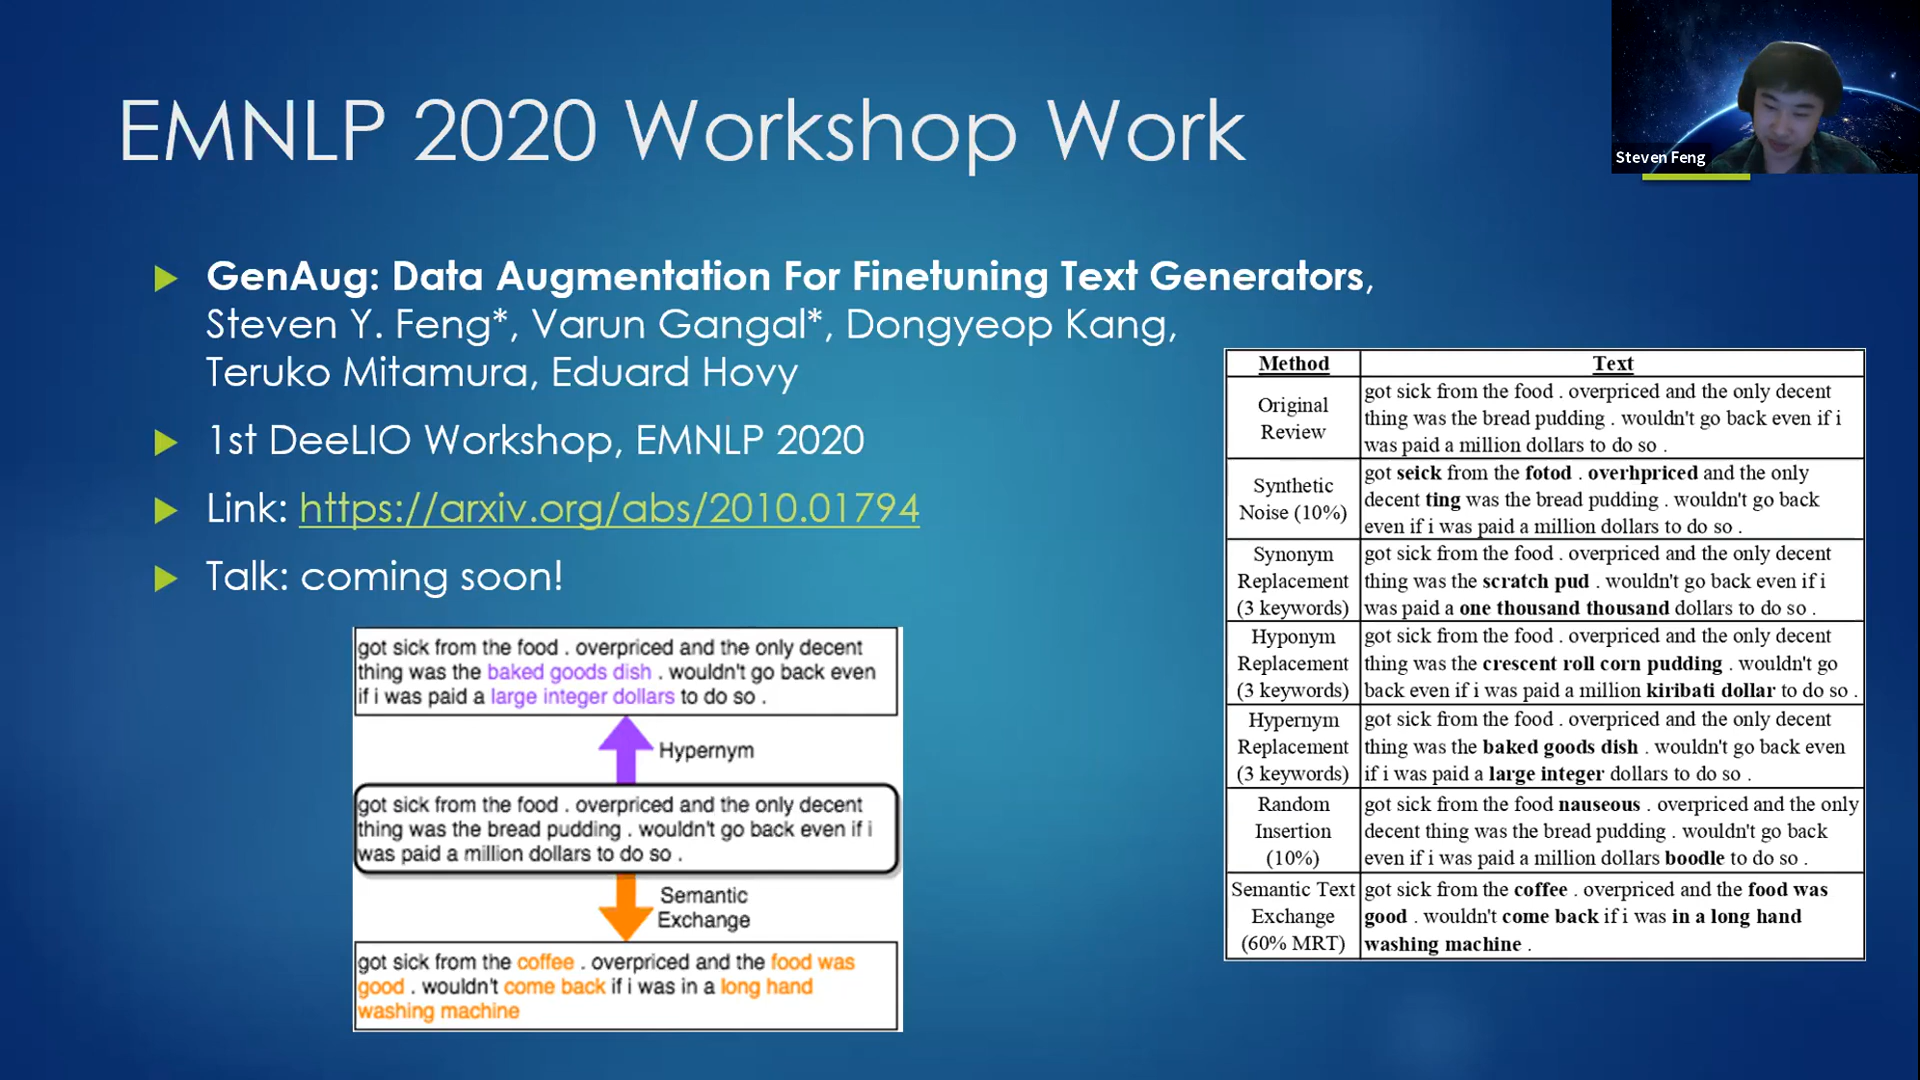 EMNLP 2020 Workshop Work
Steven Feng
GenAug: Data Augmentation For Finetuning Text Generators,
Steven Y. Feng*, Varun Gangal*, Dongyeop Kang,
Teruko Mitamura, Eduard Hovy
1st DeeLIO Workshop, EMNLP 2020
Link: https://arxiv.org/abs/2010.01794
Talk: coming soon!
got sick from the food . overpriced and the only decent
thing was the baked goods dish . wouldn't go back even
if i was paid a large integer dollars to do so .
Hypernym
got sick from the food . overpriced and the only decent
thing was the bread pudding . wouldn't go back even if i
was paid a million dollars to do so .
Semantic
Exchange
got sick from the coffee . overpriced and the food was
good . wouldn't come back if i was in a long hand
washing machine
Method
Text
Original
Review
got sick from the food . overpriced and the only decent
thing was the bread pudding . wouldn't go back even if i
was paid a million dollars to do so .
Synthetic
Noise (10%)
got seick from the fotod . overhpriced and the only
decent ting was the bread pudding . wouldn't go back
even if i was paid a million dollars to do so .
Synonym
Replacement
(3 keywords)
got sick from the food . overpriced and the only decent
thing was the scratch pud . wouldn't go back even if i
was paid a one thousand thousand dollars to do so .
Hyponym
Replacement
(3 keywords)
got sick from the food . overpriced and the only decent
thing was the crescent roll corn pudding . wouldn't go
back even if i was paid a million kiribati dollar to do so .
Hypernym
Replacement
(3 keywords)
got sick from the food . overpriced and the only decent
thing was the baked goods dish . wouldn't go back even
if i was paid a large integer dollars to do so .
Random
Insertion
(10%)
got sick from the food nauseous . overpriced and the only
decent thing was the bread pudding . wouldn't go back
even if i was paid a million dollars boodle to do so .
Semantic Text
Exchange
(60% MRT)
got sick from the coffee . overpriced and the food was
good . wouldn't come back if i was in a long hand
washing machine .